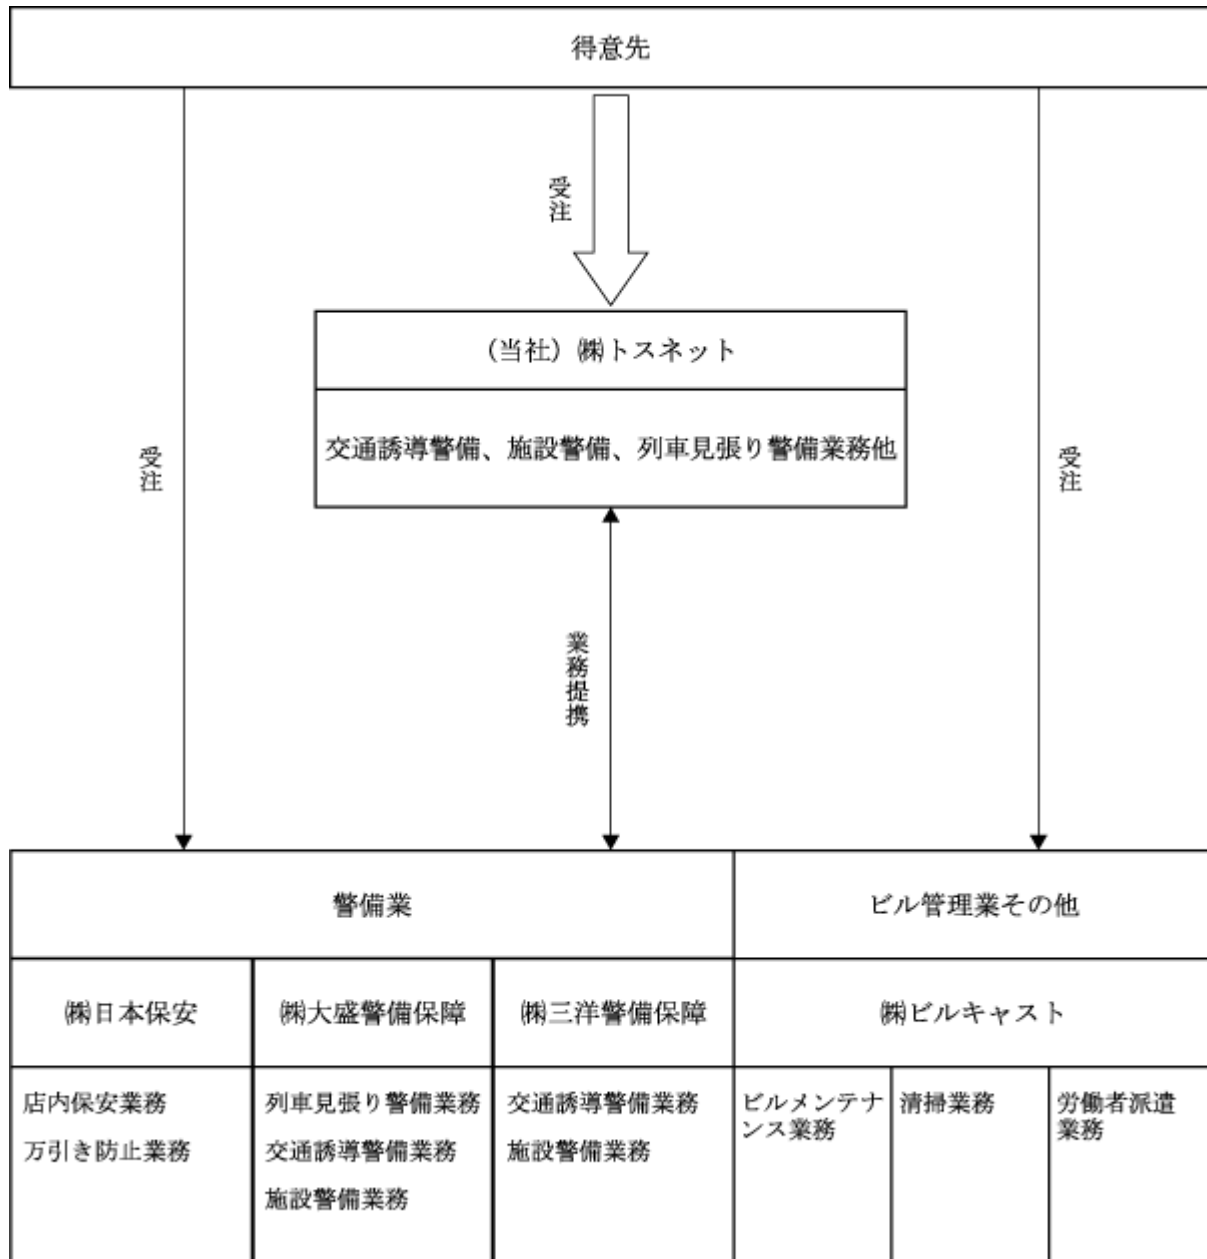 得意先
受注
(当社)㈱トスネット
交通誘導警備、施設警備、列車見張り警備業務他
受注
受注
業務提携
警備業
ビル管理業その他
㈱日本保安
㈱大盛警備保障
㈱三洋警備保障
㈱ビルキャスト
店内保安業務
万引き防止業務
列車見張り警備業務
交通誘導警備業務
施設警備業務
交通誘導警備業務
施設警備業務
ビルメンテナ
ンス業務
清掃業務
労働者派遣
業務